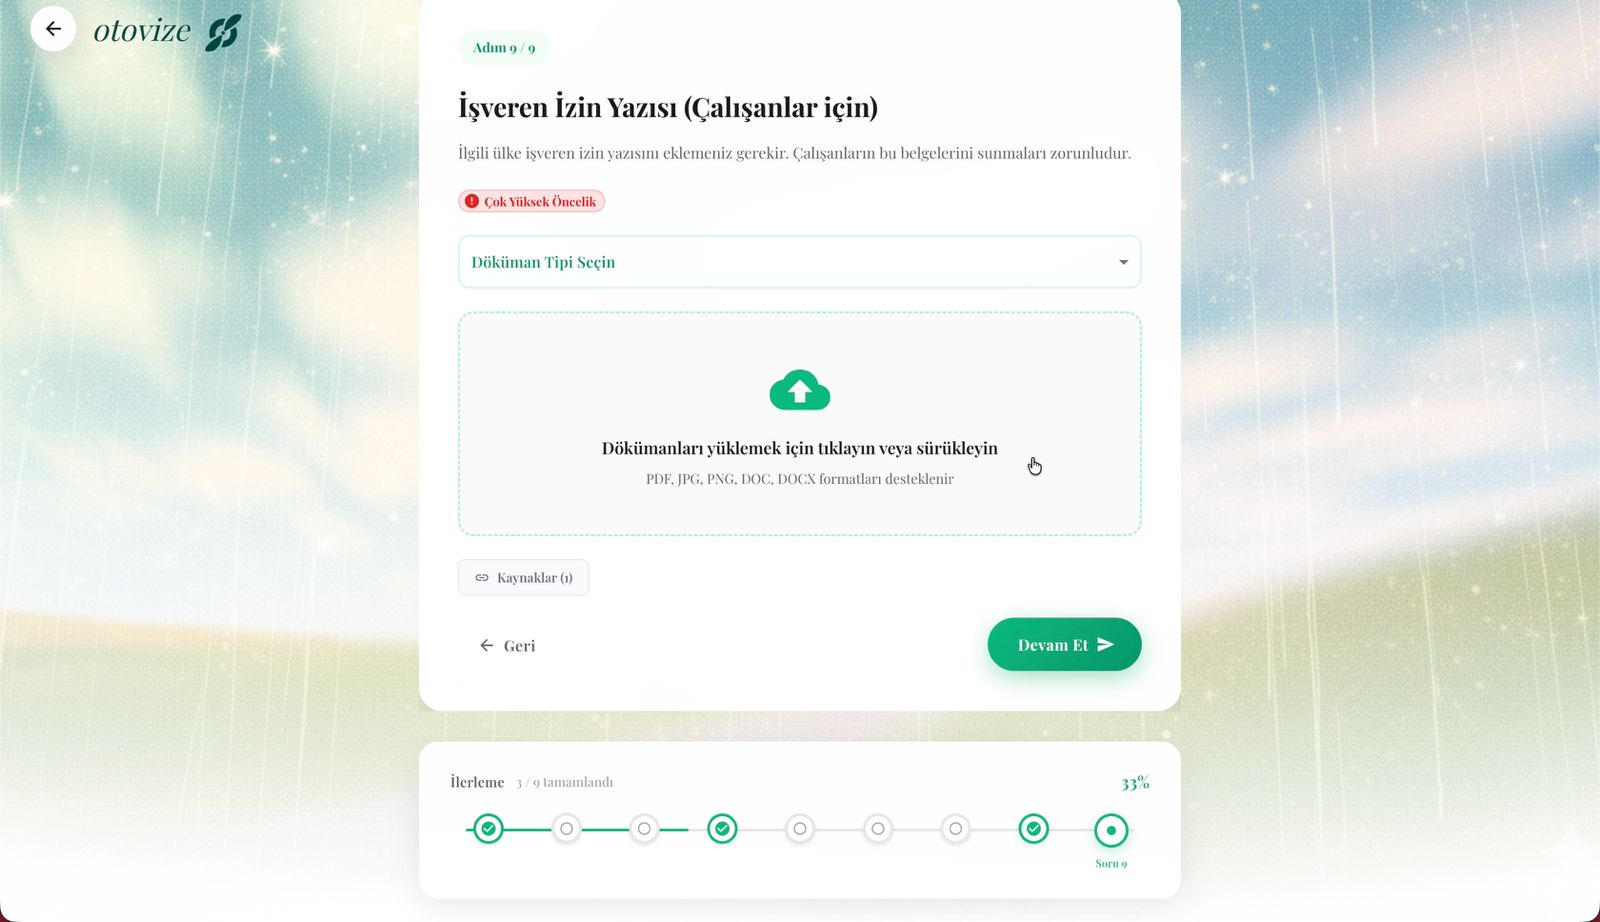 otovize
Adım 9 / 9
İşveren İzin Yazısı (Çalışanlar için)
İlgili ülke işveren izin yazısını eklemeniz gerekir. Çalışanların bu belgelerini sunmaları zorunludur.
Çok Yüksek Öncelik
Döküman Tipi Seçin
Dökümanları yüklemek için tıklayın veya sürükleyin
PDF, JPG, PNG, DOC, DOCX formatları desteklenir
Kaynaklar (1)
Geri
Devam Et
İlerleme 3 / 9 tamamlandı
33%
Soru 9